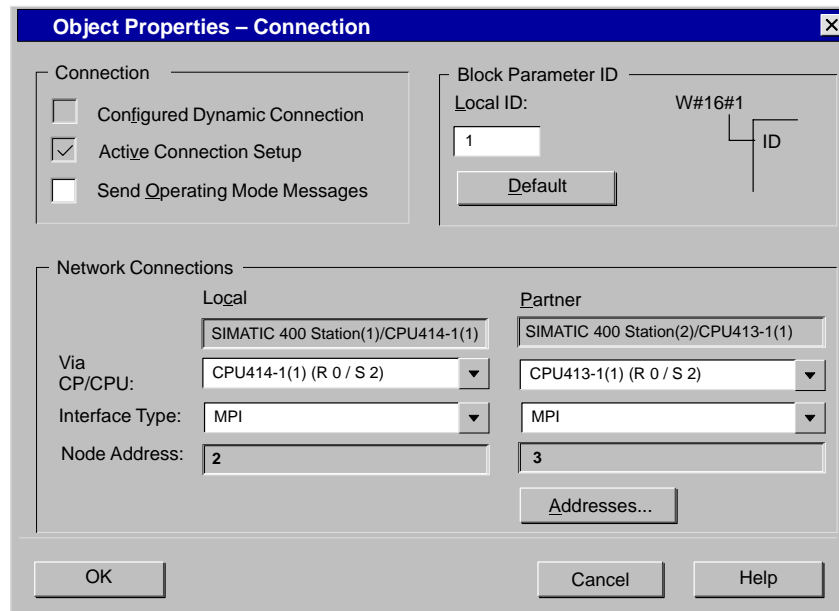 Object Properties – Connection
Connection
Configured Dynamic Connection
Active Connection Setup
Send Operating Mode Messages
Block Parameter ID
Local ID:
W#16#1
1
ID
Default
Network Connections
Local
Partner
SIMATIC 400 Station(1)/CPU414-1(1)
SIMATIC 400 Station(2)/CPU413-1(1)
Via
CP/CPU:
CPU414-1(1) (R 0 / S 2)
CPU413-1(1) (R 0 / S 2)
Interface Type:
MPI
MPI
Node Address:
2
3
Addresses...
OK
Cancel
Help